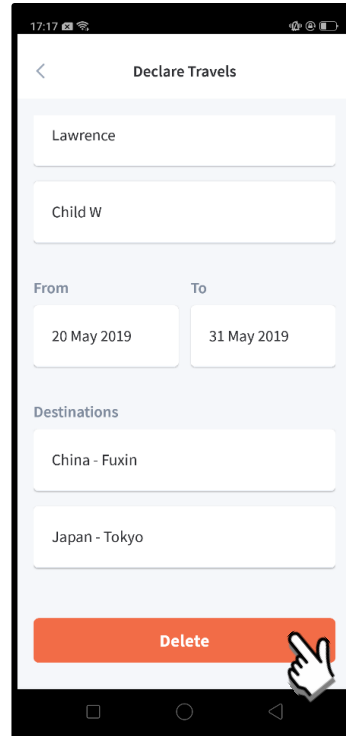 17:17
Declare Travels
Lawrence
Child W
From To
20 May 2019 31 May 2019
Destinations
China - Fuxin
Japan - Tokyo
Delete